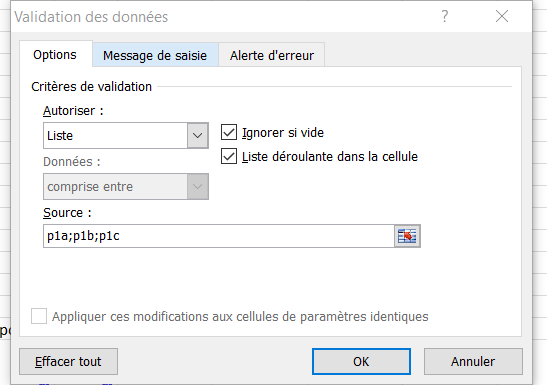 Validation des données
?
Options
Message de saisie
Alerte d'erreur
Critères de validation
Autoriser :
Liste
Ignorer si vide
Liste déroulante dans la cellule
Données :
comprise entre
Source :
p1a;p1b;p1c
Appliquer ces modifications aux cellules de paramètres identiques
po
Effacer tout
OK
Annuler